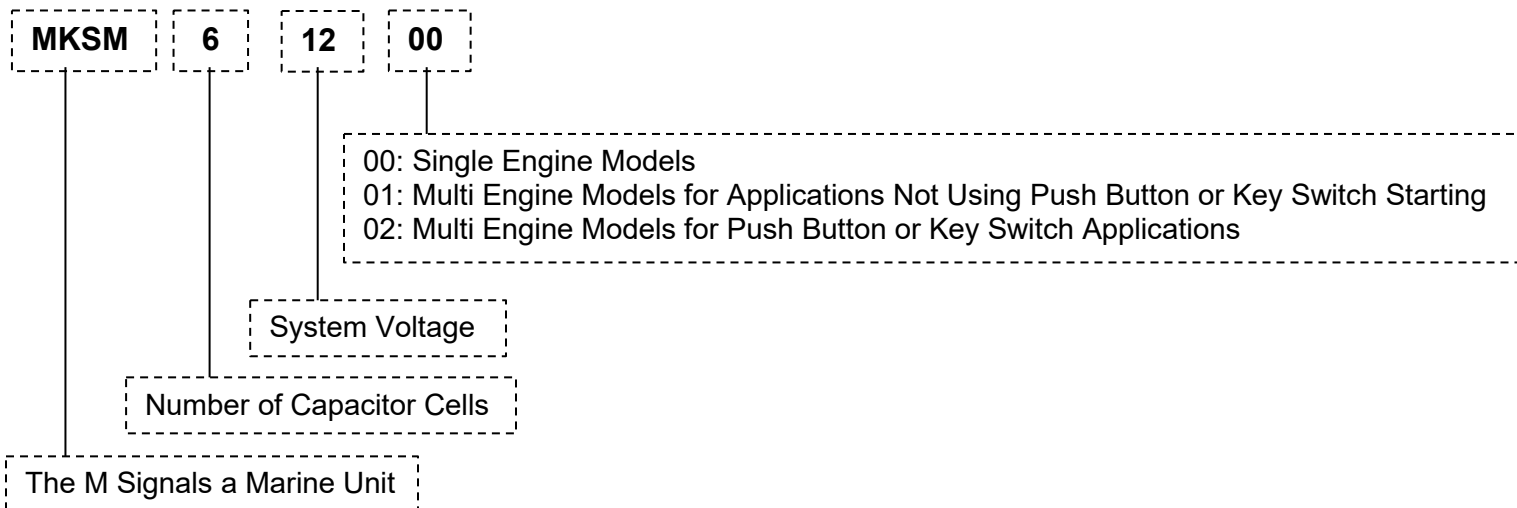 MKSM 6 12 00
00: Single Engine Models
01: Multi Engine Models for Applications Not Using Push Button or Key Switch Starting
02: Multi Engine Models for Push Button or Key Switch Applications
System Voltage
Number of Capacitor Cells
The M Signals a Marine Unit